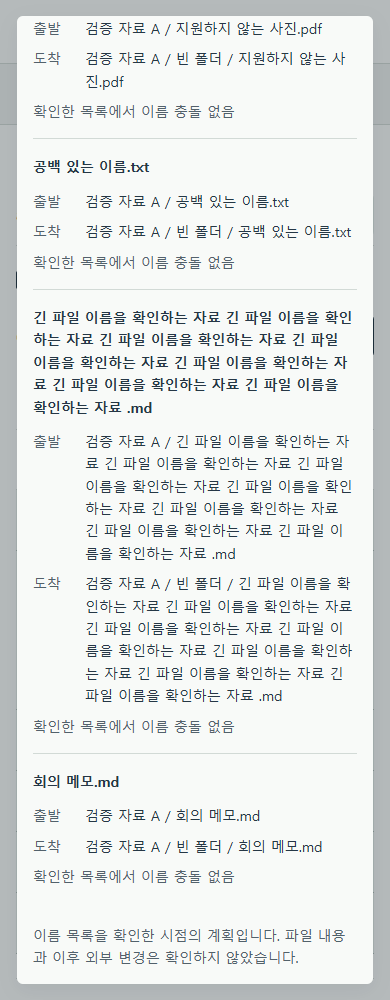 출발 검증 자료 A / 지원하지 않는 사진.pdf
도착 검증 자료 A / 빈 폴더 / 지원하지 않는 사
진.pdf
확인한 목록에서 이름 충돌 없음
공백 있는 이름.txt
출발 검증 자료 A / 공백 있는 이름.txt
도착 검증 자료 A / 빈 폴더 / 공백 있는 이름.txt
확인한 목록에서 이름 충돌 없음
긴 파일 이름을 확인하는 자료 긴 파일 이름을 확인
하는 자료 긴 파일 이름을 확인하는 자료 긴 파일
이름을 확인하는 자료 긴 파일 이름을 확인하는 자
료 긴 파일 이름을 확인하는 자료 긴 파일 이름을
확인하는 자료 .md
출발 검증 자료 A / 긴 파일 이름을 확인하는 자
료 긴 파일 이름을 확인하는 자료 긴 파일
이름을 확인하는 자료 긴 파일 이름을 확인
하는 자료 긴 파일 이름을 확인하는 자료
긴 파일 이름을 확인하는 자료 긴 파일 이
름을 확인하는 자료 .md
도착 검증 자료 A / 빈 폴더 / 긴 파일 이름을 확
인하는 자료 긴 파일 이름을 확인하는 자료
긴 파일 이름을 확인하는 자료 긴 파일 이
름을 확인하는 자료 긴 파일 이름을 확인하
는 자료 긴 파일 이름을 확인하는 자료 긴
파일 이름을 확인하는 자료 .md
확인한 목록에서 이름 충돌 없음
회의 메모.md
출발 검증 자료 A / 회의 메모.md
도착 검증 자료 A / 빈 폴더 / 회의 메모.md
확인한 목록에서 이름 충돌 없음
이름 목록을 확인한 시점의 계획입니다. 파일 내용
과 이후 외부 변경은 확인하지 않았습니다.